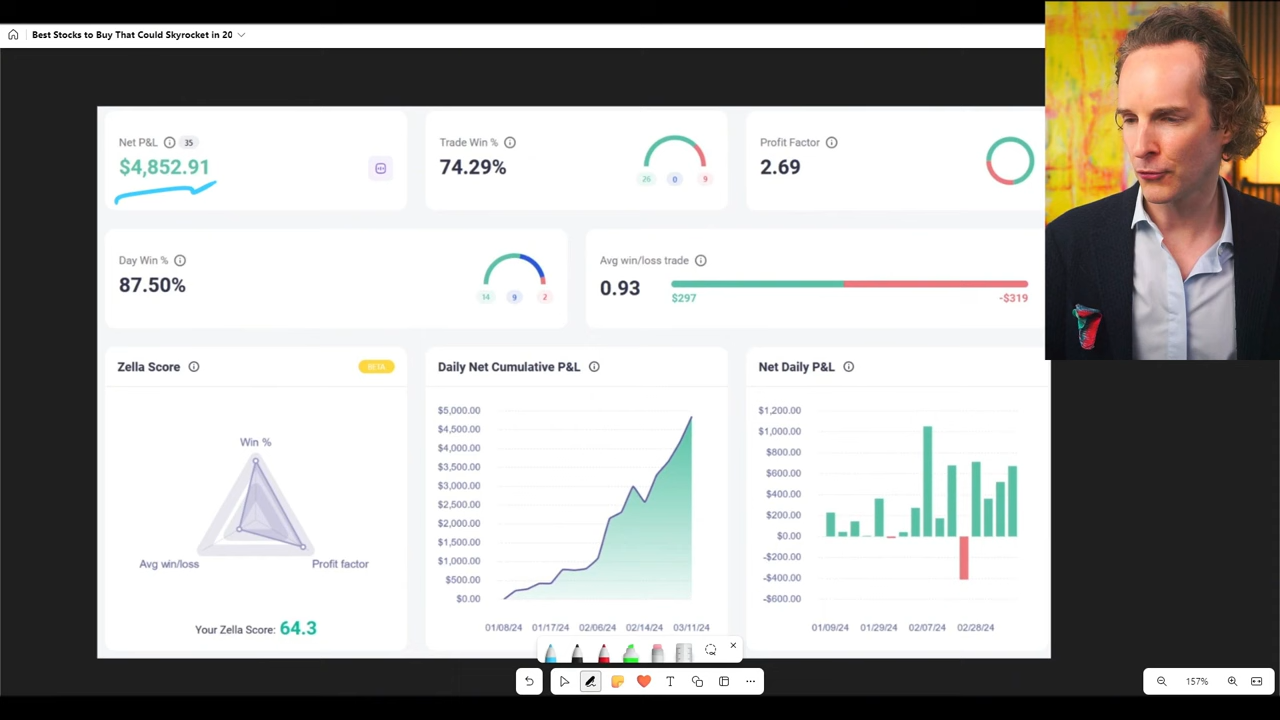 Best Stocks to Buy That Could Skyrocket in 20
Net P&L 35
$4,852.91
Trade Win %
74.29%
26 0 9
Profit Factor
2.69
Day Win %
87.50%
14 9 2
Avg win/loss trade
0.93
$297 -$319
Zella Score BETA
Win %
Avg win/loss Profit factor
Your Zella Score: 64.3
Daily Net Cumulative P&L
$5,000.00
$4,500.00
$4,000.00
$3,500.00
$3,000.00
$2,500.00
$2,000.00
$1,500.00
$1,000.00
$500.00
$0.00
01/08/24 01/17/24 02/06/24 02/14/24 03/11/24
Net Daily P&L
$1,200.00
$1,000.00
$800.00
$600.00
$400.00
$200.00
$0.00
-$200.00
-$400.00
-$600.00
01/09/24 01/29/24 02/07/24 02/28/24
T
157%